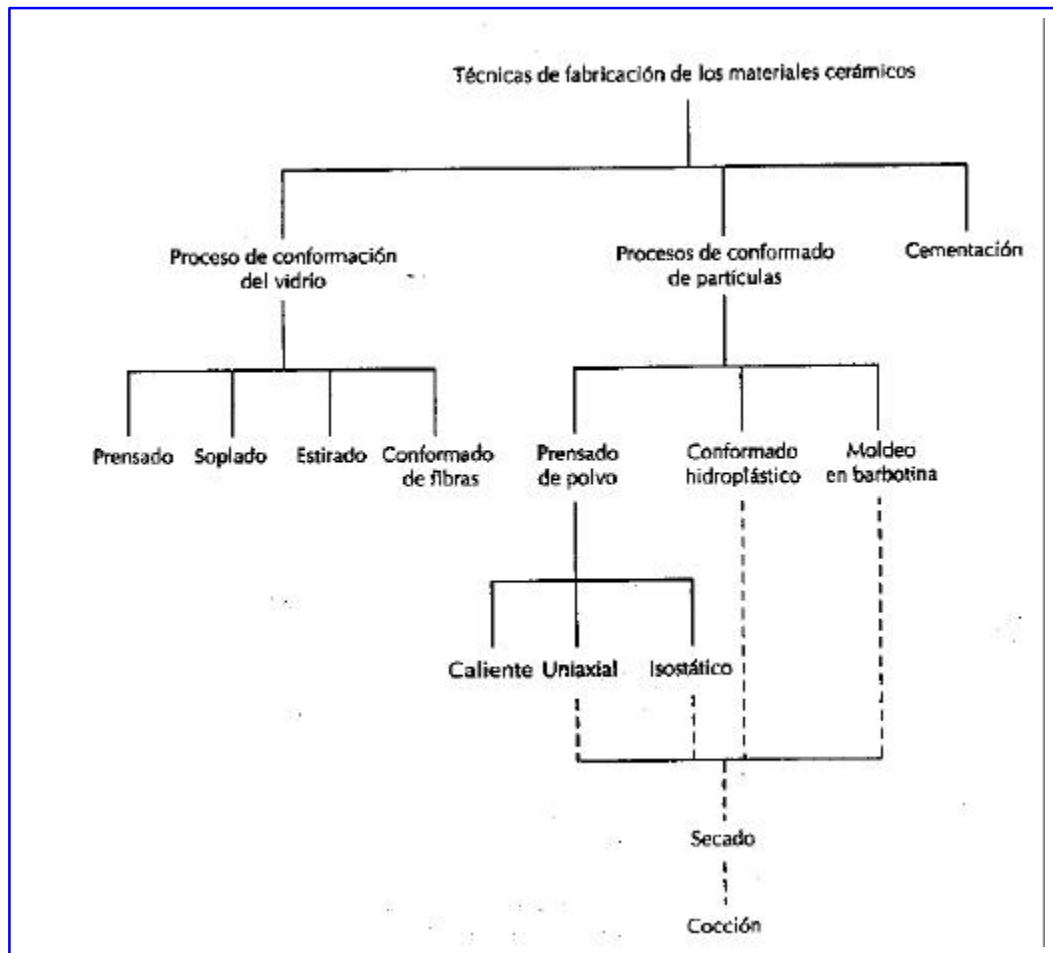 Técnicas de fabricación de los materiales cerámicos
Proceso de conformación
del vidrio
Procesos de conformado
de partículas
Cementación
Prensado
Soplado
Estirado
Conformado
de fibras
Prensado
de polvo
Conformado
hidroplástico
Moldeo
en barbotina
Caliente
Uniaxial
Isostático
Secado
Cocción